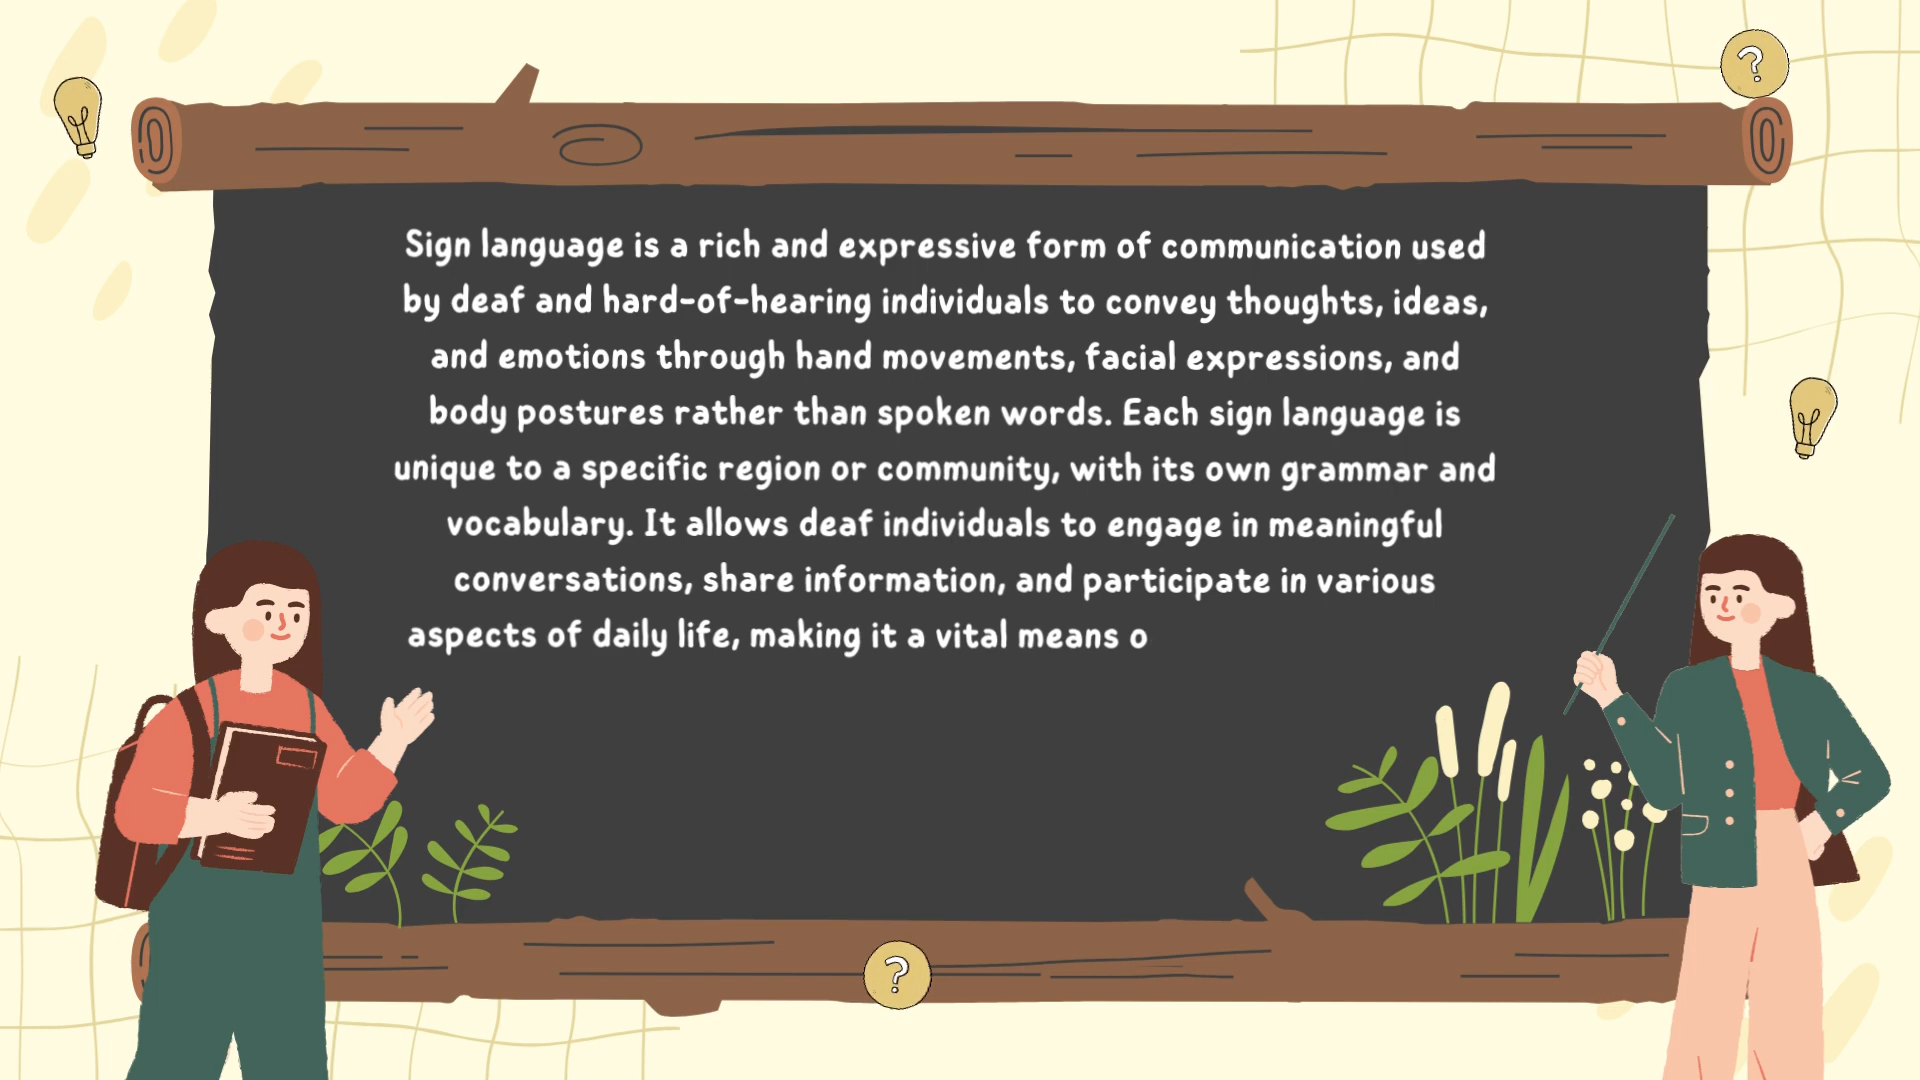 Sign language is a rich and expressive form of communication used
by deaf and hard-of-hearing individuals to convey thoughts, ideas,
and emotions through hand movements, facial expressions, and
body postures rather than spoken words. Each sign language is
unique to a specific region or community, with its own grammar and
vocabulary. It allows deaf individuals to engage in meaningful
conversations, share information, and participate in various
aspects of daily life, making it a vital means o
?
?